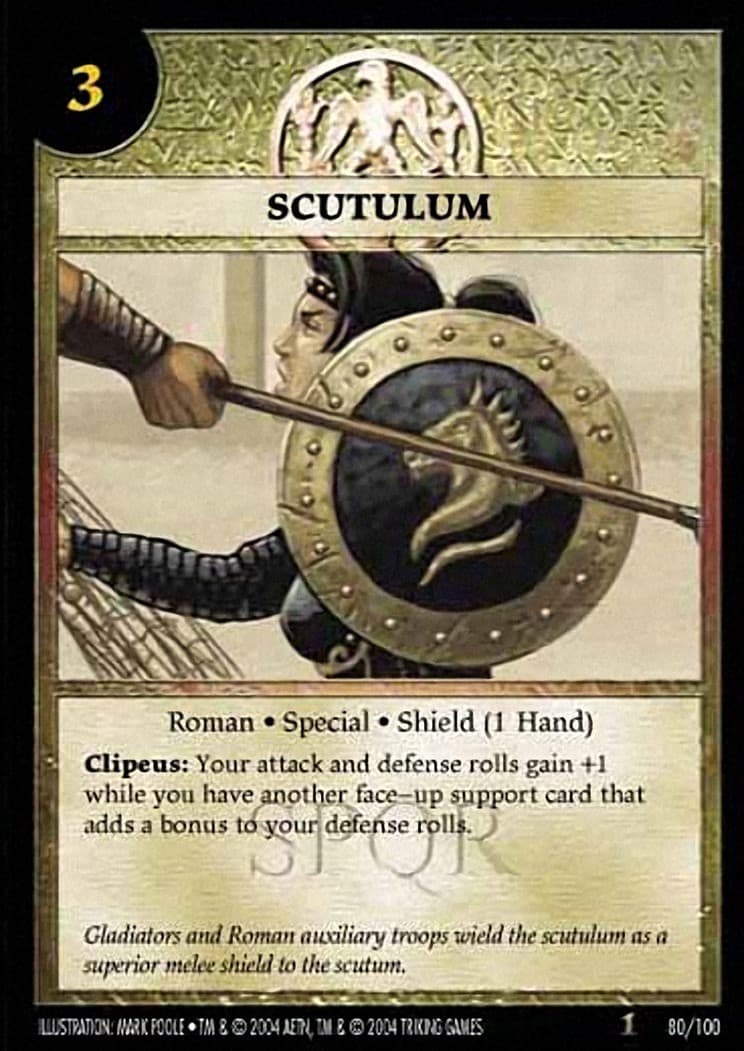 3
SCUTULUM
Roman • Special • Shield (1 Hand)
Clipeus: Your attack and defense rolls gain +1
while you have another face-up support card that
adds a bonus to your defense rolls.
SPQR
Gladiators and Roman auxiliary troops wield the scutulum as a
superior melee shield to the scutum.
ILLUSTRATION: MARK POOLE • TM & © 2004 AETN, TM & © 2004 TRIKING GAMES
1 80/100